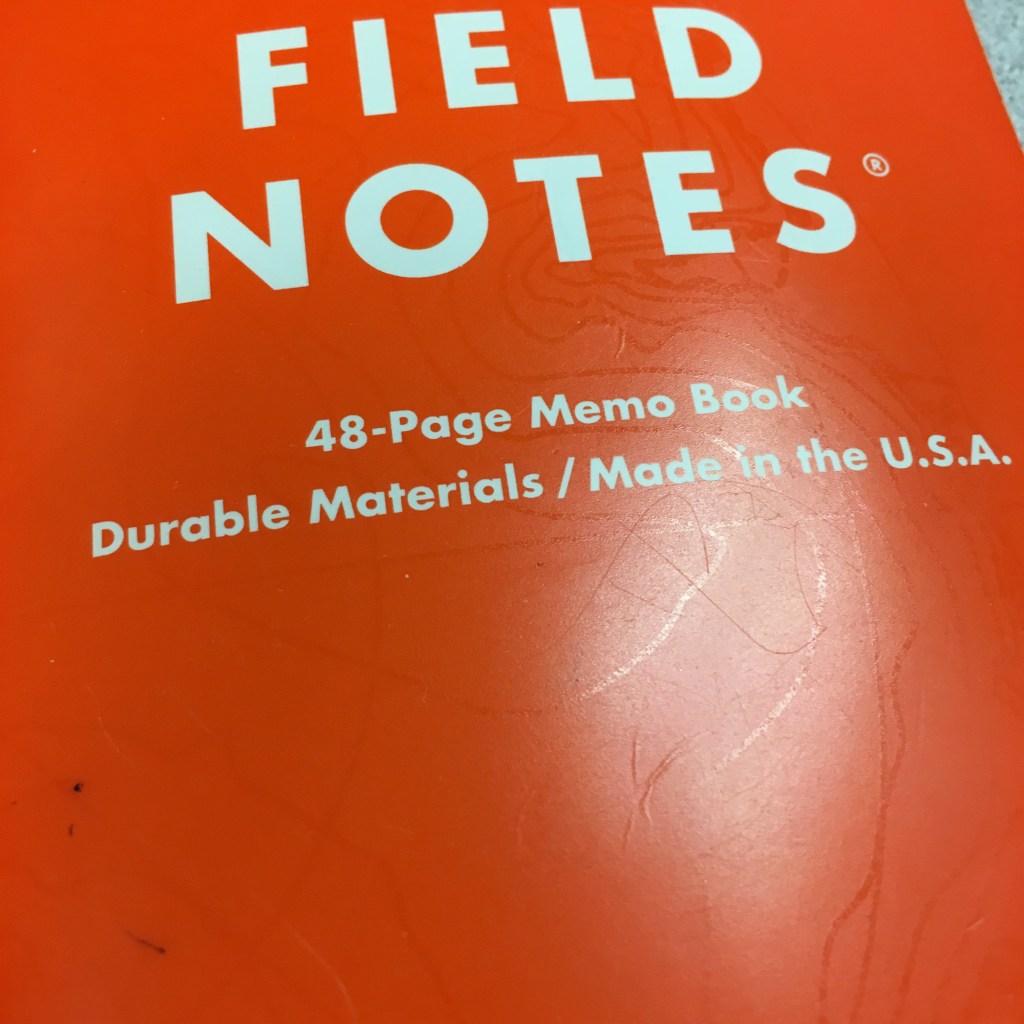 FIELD
NOTES®
48-Page Memo Book
Durable Materials / Made in the U.S.A.